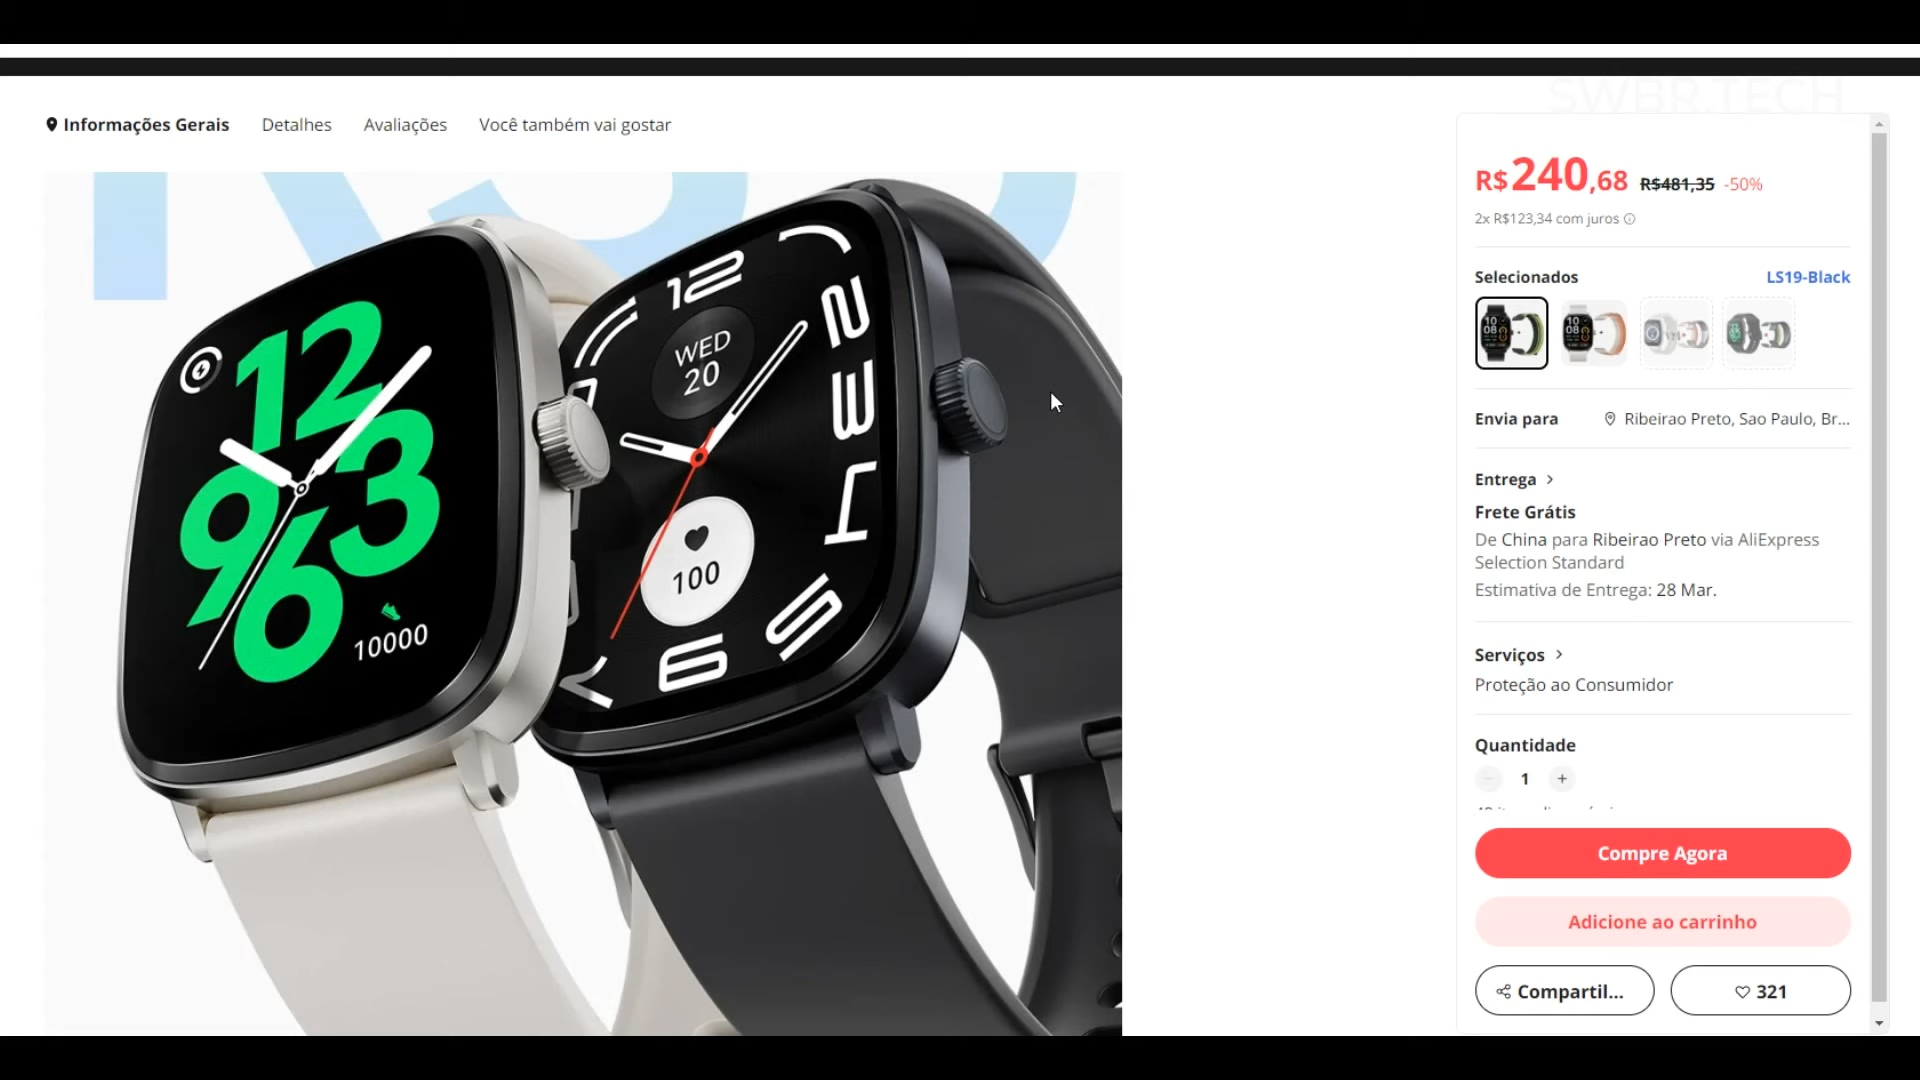 SWBR.TECH
Informações Gerais Detalhes Avaliações Você também vai gostar
R$240,68 R$481,35 -50%
2x R$123,34 com juros
Selecionados LS19-Black
Envia para Ribeirao Preto, Sao Paulo, Br...
Entrega
Frete Grátis
De China para Ribeirao Preto via AliExpress
Selection Standard
Estimativa de Entrega: 28 Mar.
Serviços
Proteção ao Consumidor
Quantidade
1 +
Compre Agora
Adicione ao carrinho
Compartil... 321
12
3
6
9
10000
12
WED
20
2
3
4
5
6
7
100